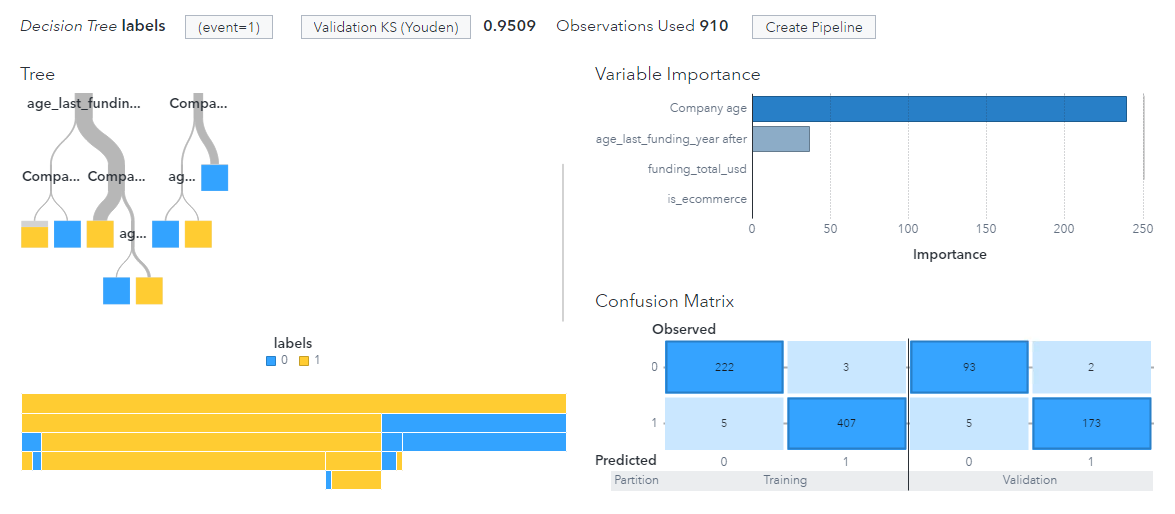 Decision Tree labels (event=1) Validation KS (Youden) 0.9509 Observations Used 910 Create Pipeline
Tree
age_last_fundin... Compa...
Compa... Compa... ag...
ag...
labels
0 1
Variable Importance
Company age
age_last_funding_year after
funding_total_usd
is_ecommerce
0 50 100 150 200 250
Importance
Confusion Matrix
Observed
0 222 3 93 2
1 5 407 5 173
Predicted 0 1 0 1
Partition Training Validation